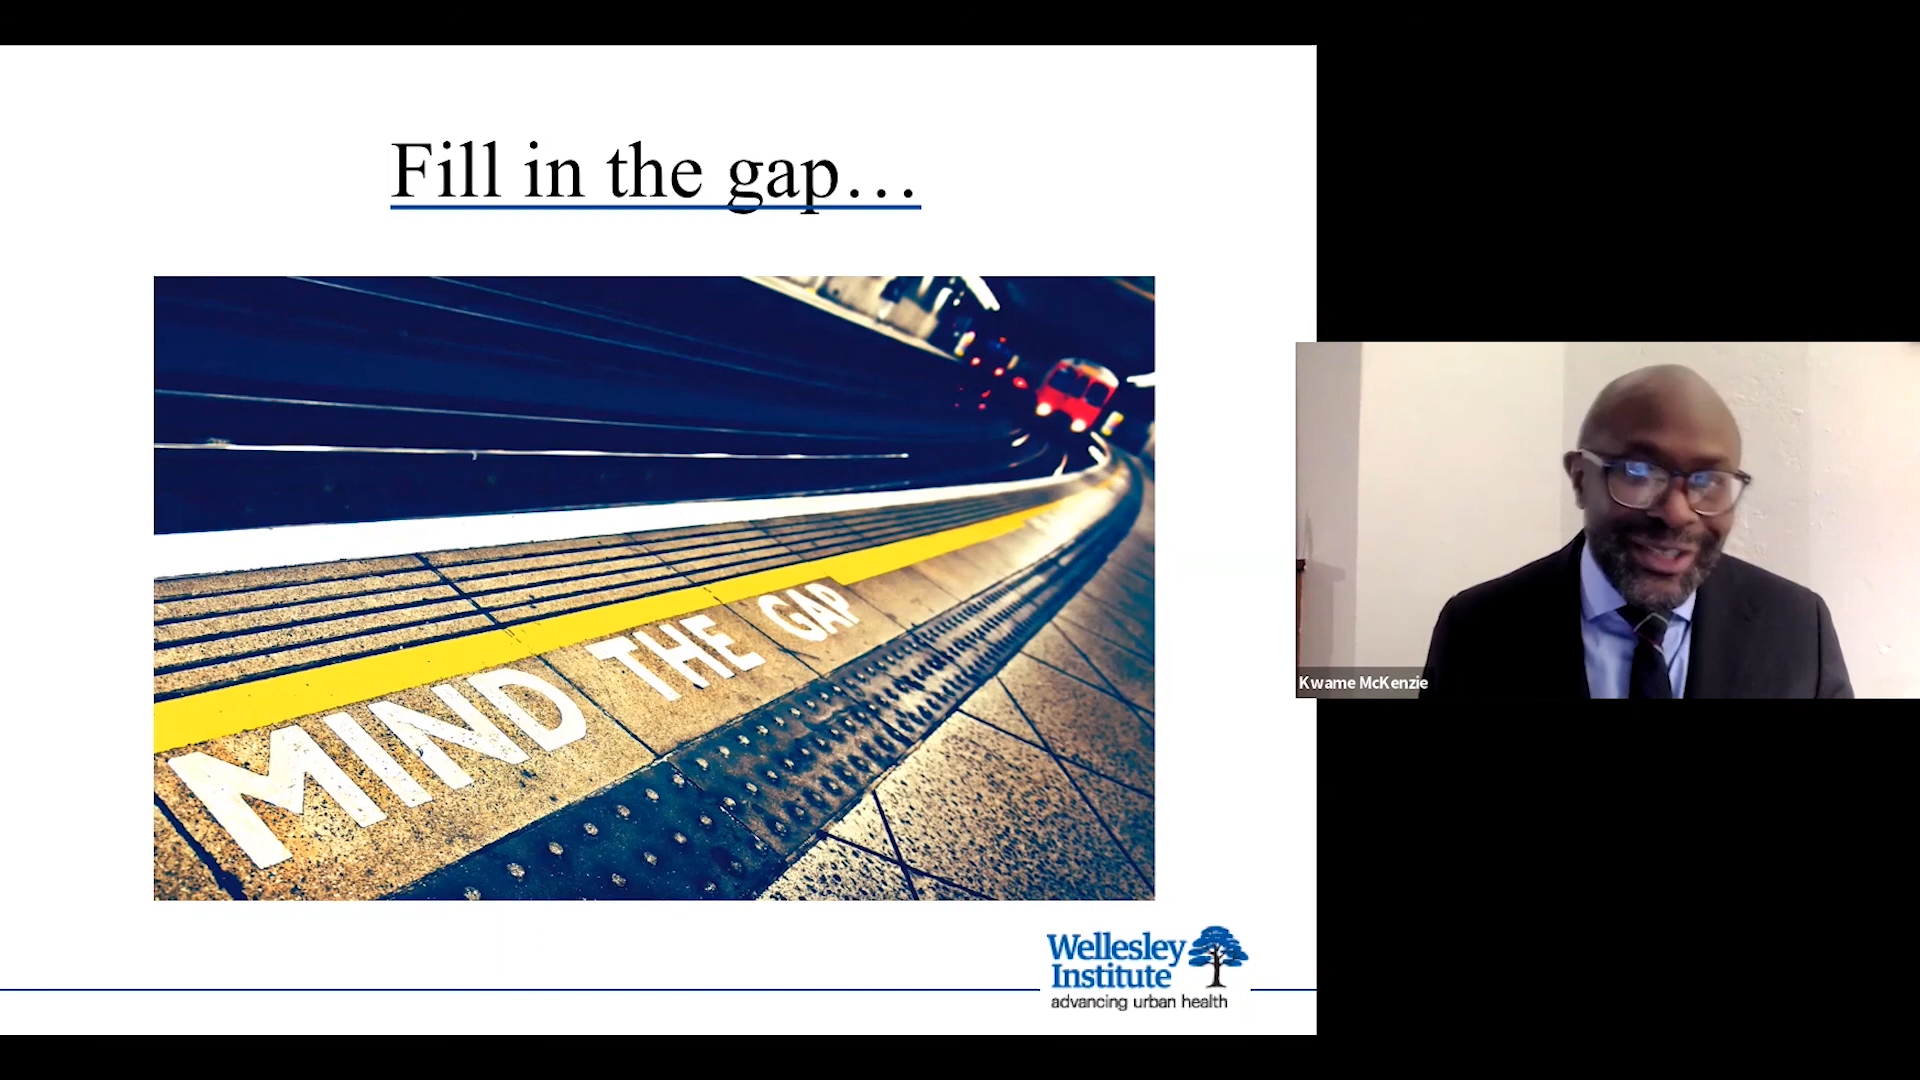 Fill in the gap…
MIND THE GAP
Wellesley
Institute
advancing urban health
Kwame McKenzie